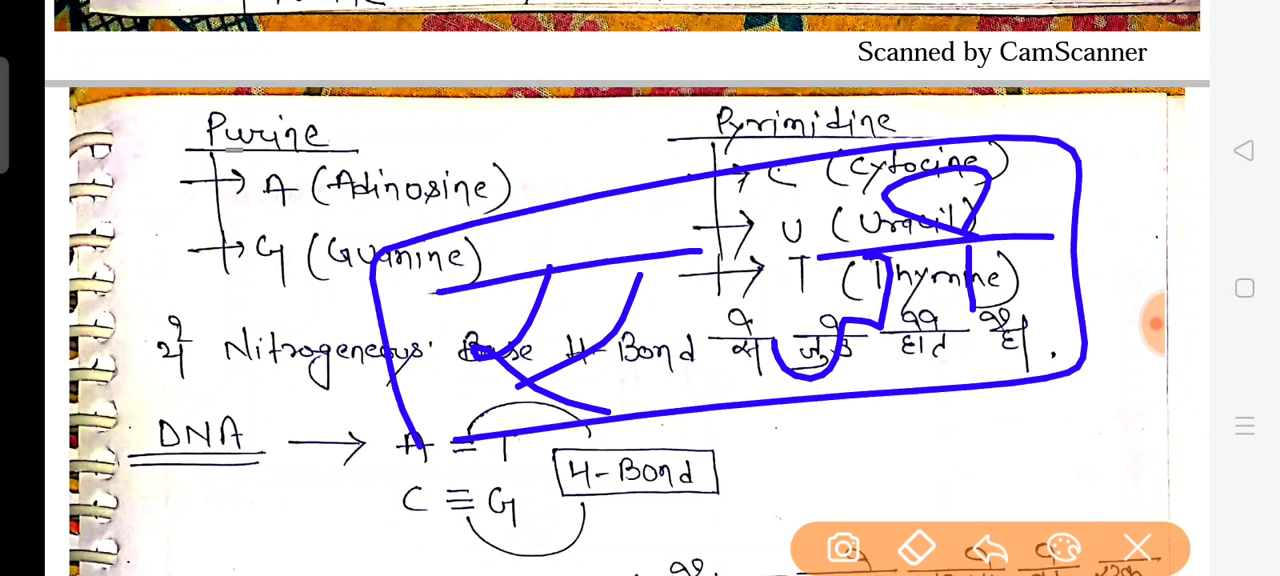 Scanned by CamScanner
Purine
Pyrimidine
→ A (Adinosine)
→ C (Cytocine)
→ G (Guanine)
→ U (Uracil)
→ T (Thymine)
ये Nitrogeneous Base H-Bond से जुड़े होते हैं.
DNA → A = T
H-Bond
C ≡ G